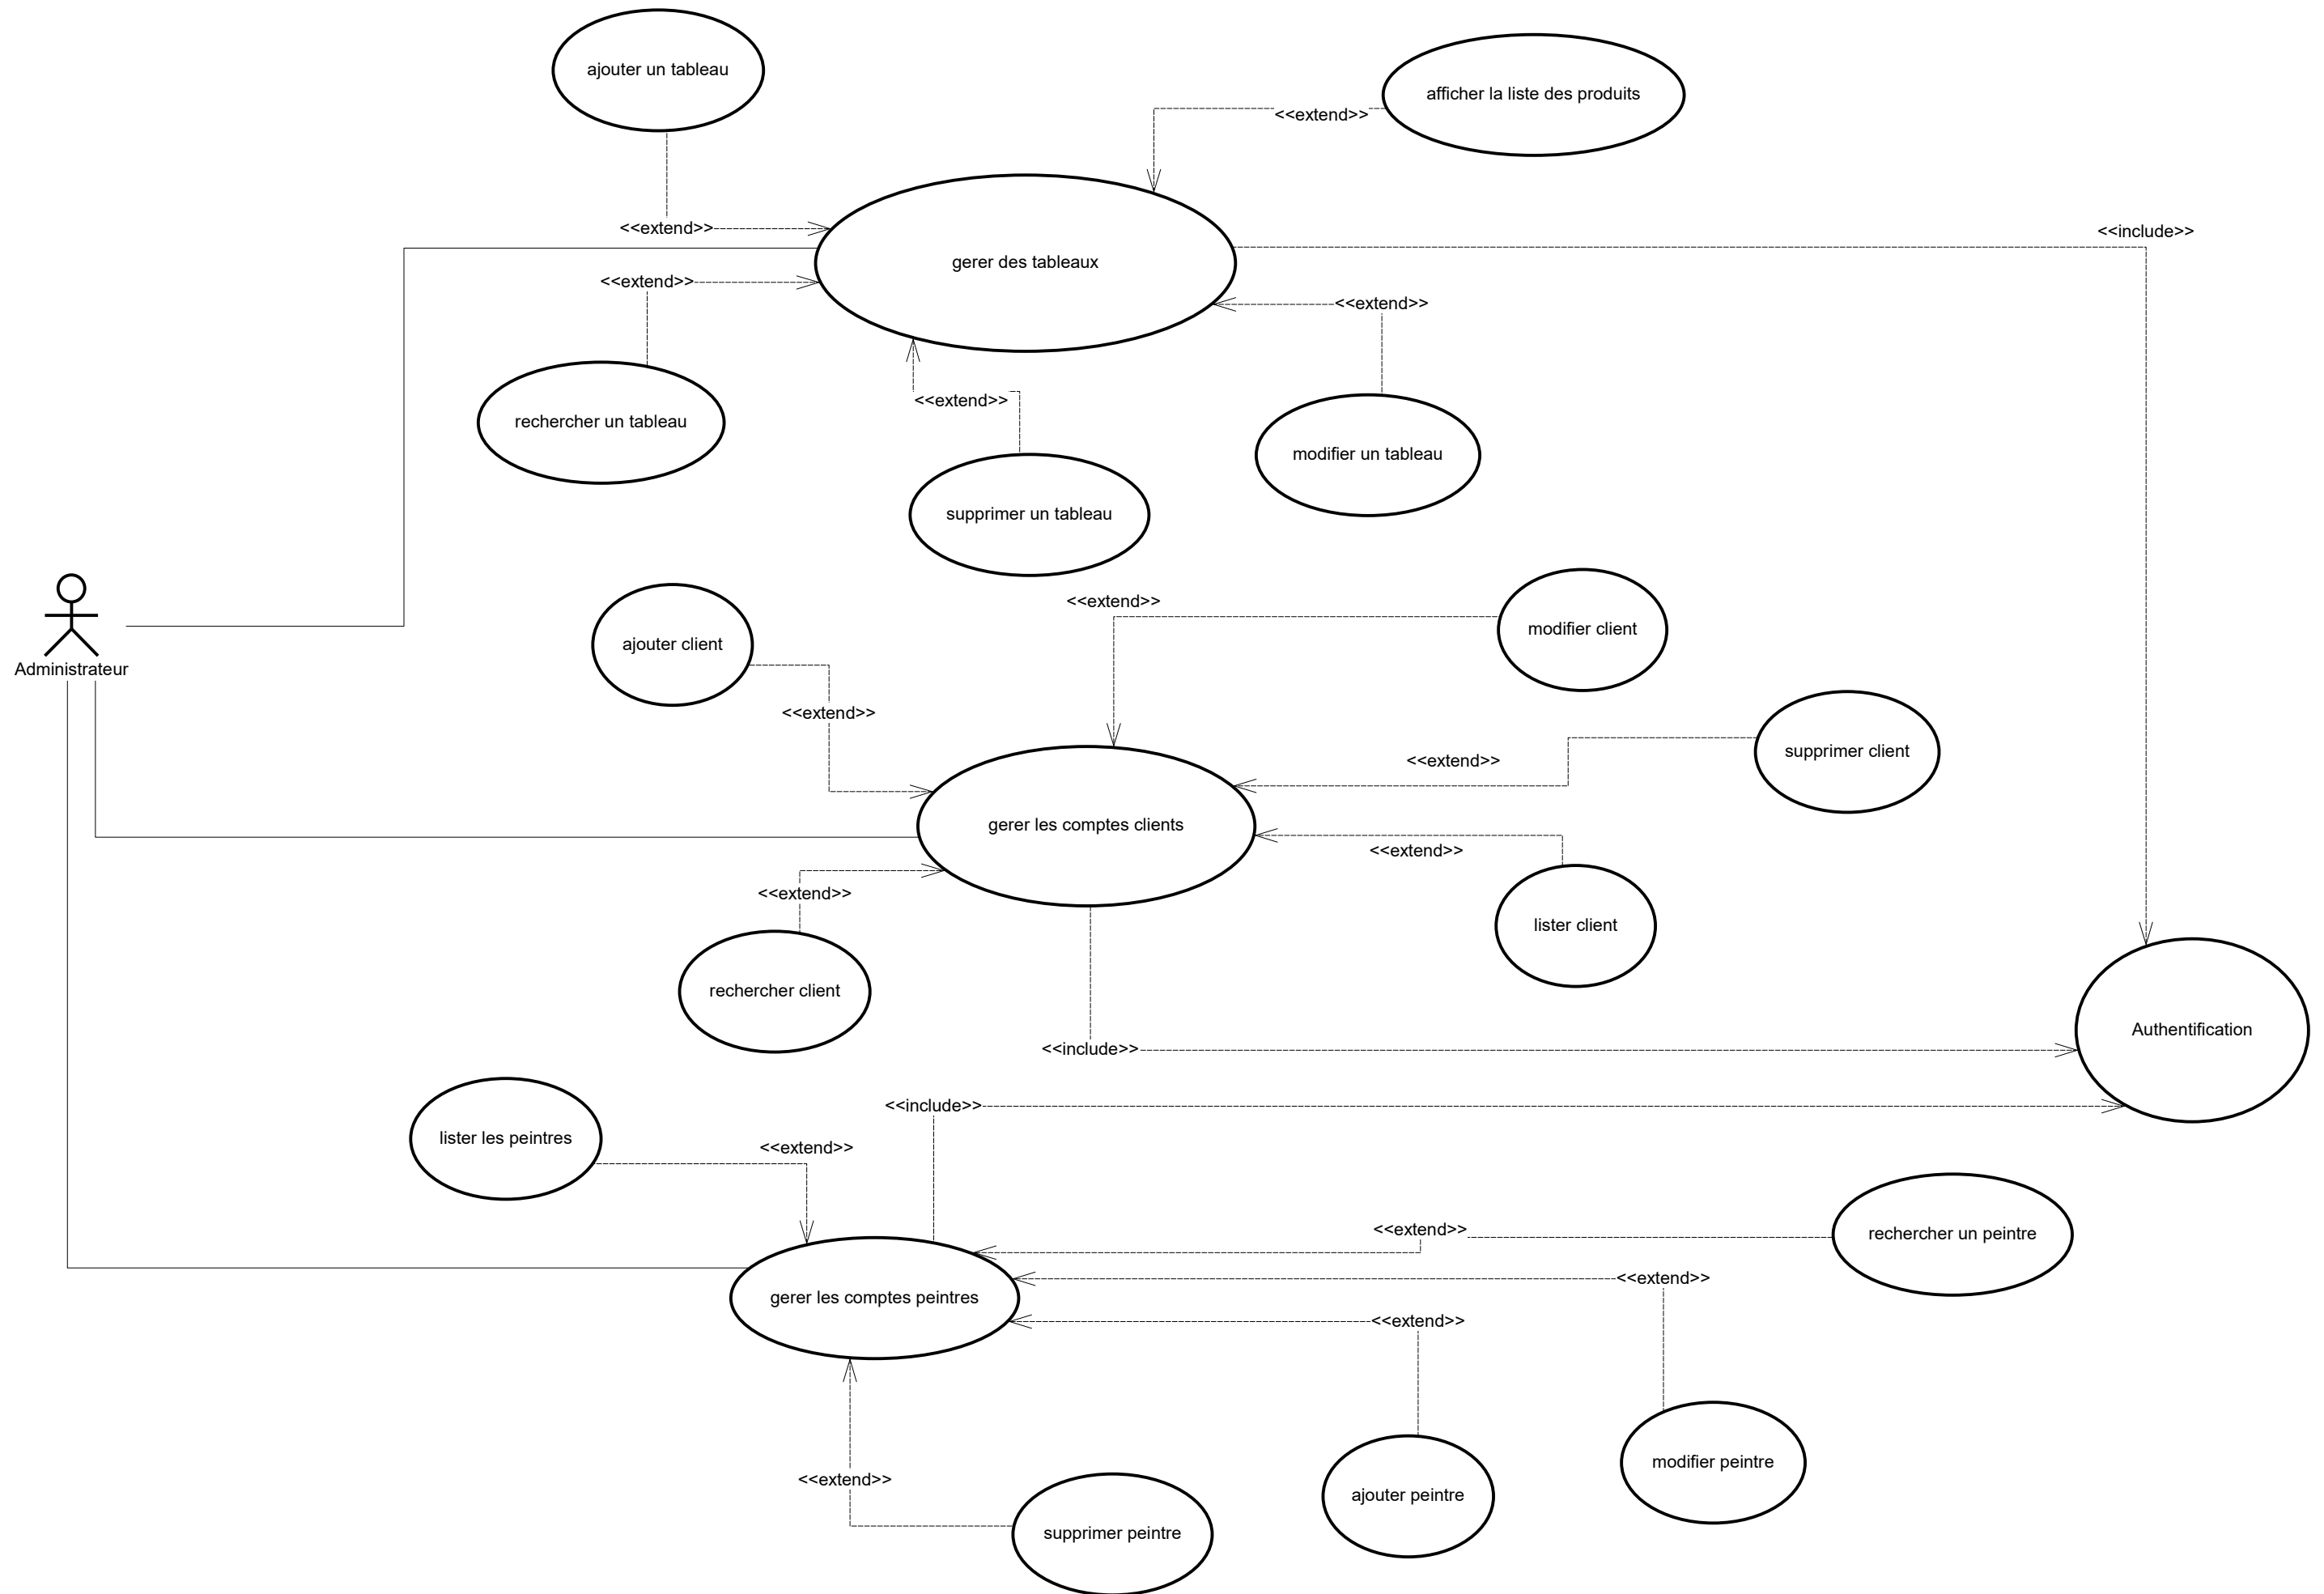 ajouter un tableau
afficher la liste des produits
<<extend>>
<<extend>>
<<include>>
gerer des tableaux
<<extend>>
<<extend>>
<<extend>>
rechercher un tableau
modifier un tableau
supprimer un tableau
<<extend>>
modifier client
ajouter client
Administrateur
<<extend>>
supprimer client
<<extend>>
gerer les comptes clients
<<extend>>
<<extend>>
lister client
rechercher client
Authentification
<<include>>
<<include>>
lister les peintres
<<extend>>
<<extend>>
rechercher un peintre
<<extend>>
gerer les comptes peintres
<<extend>>
modifier peintre
<<extend>>
ajouter peintre
supprimer peintre